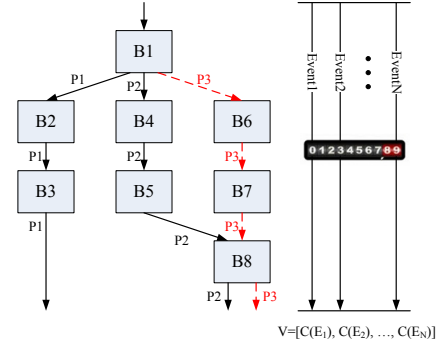 B1
P1
P2
P3
B2
B4
B6
P1
P2
P3
B3
B5
B7
P1
P2
P3
B8
P2
P3
Event1
Event2
EventN
0123456789
V=[C(E₁), C(E₂), …, C(E_N)]